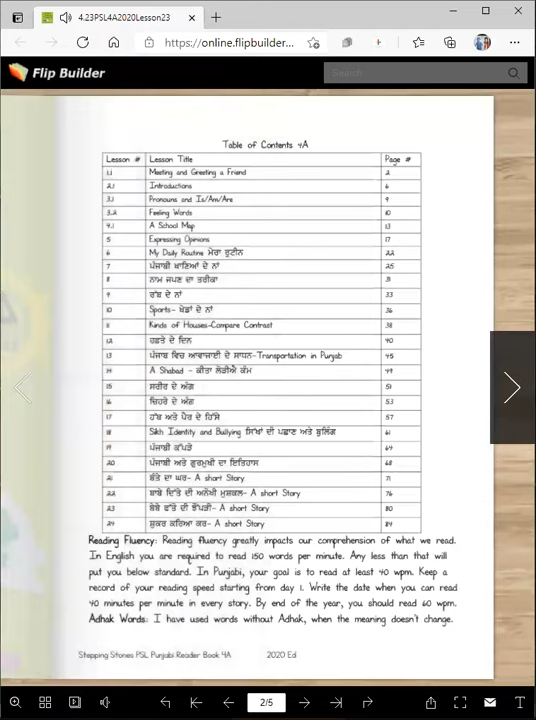 4.23PSL4A2020Lesson23
https://online.flipbuilder...
Flip Builder
Search
Table of Contents 4A
Lesson # Lesson Title Page #
1.1 Meeting and Greeting a Friend 2
2.1 Introductions 6
3.1 Pronouns and Is/Am/Are 9
3.2 Feeling Words 10
4.1 A School Map 13
5 Expressing Opinions 17
6 My Daily Routine ਮੇਰਾ ਰੁਟੀਨ 22
7 ਪੰਜਾਬੀ ਖਾਣਿਆਂ ਦੇ ਨਾਂ 25
8 ਨਾਮ ਜਪਣ ਦਾ ਤਰੀਕਾ 31
9 ਰੱਬ ਦੇ ਨਾਂ 33
10 Sports- ਖੇਡਾਂ ਦੇ ਨਾਂ 36
11 Kinds of Houses-Compare Contrast 38
12 ਹਫਤੇ ਦੇ ਦਿਨ 40
13 ਪੰਜਾਬ ਵਿਚ ਆਵਾਜਾਈ ਦੇ ਸਾਧਨ-Transportation in Punjab 45
14 A Shabad - ਕੀਤਾ ਲੋੜੀਐ ਕੰਮ 49
15 ਸਰੀਰ ਦੇ ਅੰਗ 51
16 ਚਿਹਰੇ ਦੇ ਅੰਗ 53
17 ਹੱਥ ਅਤੇ ਪੈਰ ਦੇ ਹਿੱਸੇ 57
18 Sikh Identity and Bullying ਸਿੱਖਾਂ ਦੀ ਪਛਾਣ ਅਤੇ ਬੁਲਿੰਗ 61
19 ਪੰਜਾਬੀ ਕੱਪੜੇ 64
20 ਪੰਜਾਬੀ ਅਤੇ ਗੁਰਮੁਖੀ ਦਾ ਇਤਿਹਾਸ 68
21 ਬੰਤੇ ਦਾ ਘਰ- A short Story 71
22 ਬਾਬੇ ਦਿੱਤੇ ਦੀ ਅਨੋਖੀ ਮੁਸ਼ਕਲ- A short Story 76
23 ਬੇਬੇ ਫੱਤੇ ਦੀ ਝੌਂਪੜੀ- A short Story 80
24 ਸ਼ੁਕਰ ਕਰਿਆ ਕਰ- A short Story 84
Reading Fluency: Reading fluency greatly impacts our comprehension of what we read.
In English you are required to read 150 words per minute. Any less than that will
put you below standard. In Punjabi, your goal is to read at least 40 wpm. Keep a
record of your reading speed starting from day 1. Write the date when you can read
40 minutes per minute in every story. By end of the year, you should read 60 wpm.
Adhak Words: I have used words without Adhak, when the meaning doesn't change.
Stepping Stones PSL Punjabi Reader Book 4A 2020 Ed
2/5